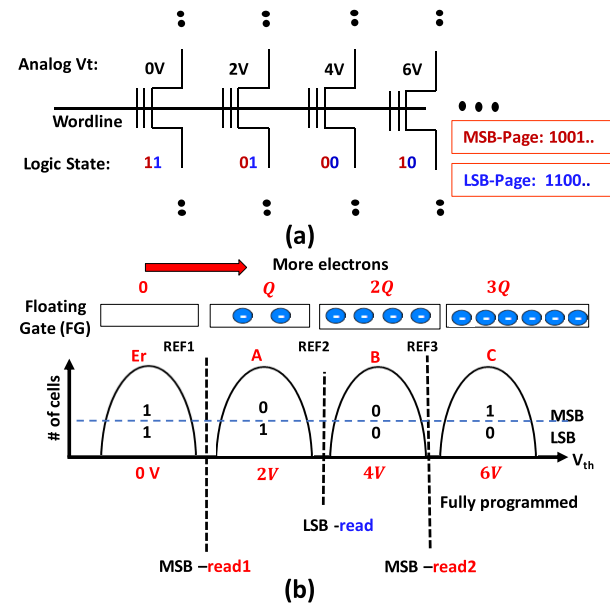 Analog Vt: 0V 2V 4V 6V
Wordline
MSB-Page: 1001..
Logic State: 11 01 00 10
LSB-Page: 1100..
(a)
More electrons
0 Q 2Q 3Q
Floating
Gate (FG)
REF1 REF2 REF3
Er A B C
# of cells
1 0 0 1 MSB
1 1 0 0 LSB
0 V 2V 4V 6V Vth
Fully programmed
LSB -read
MSB –read1 MSB –read2
(b)